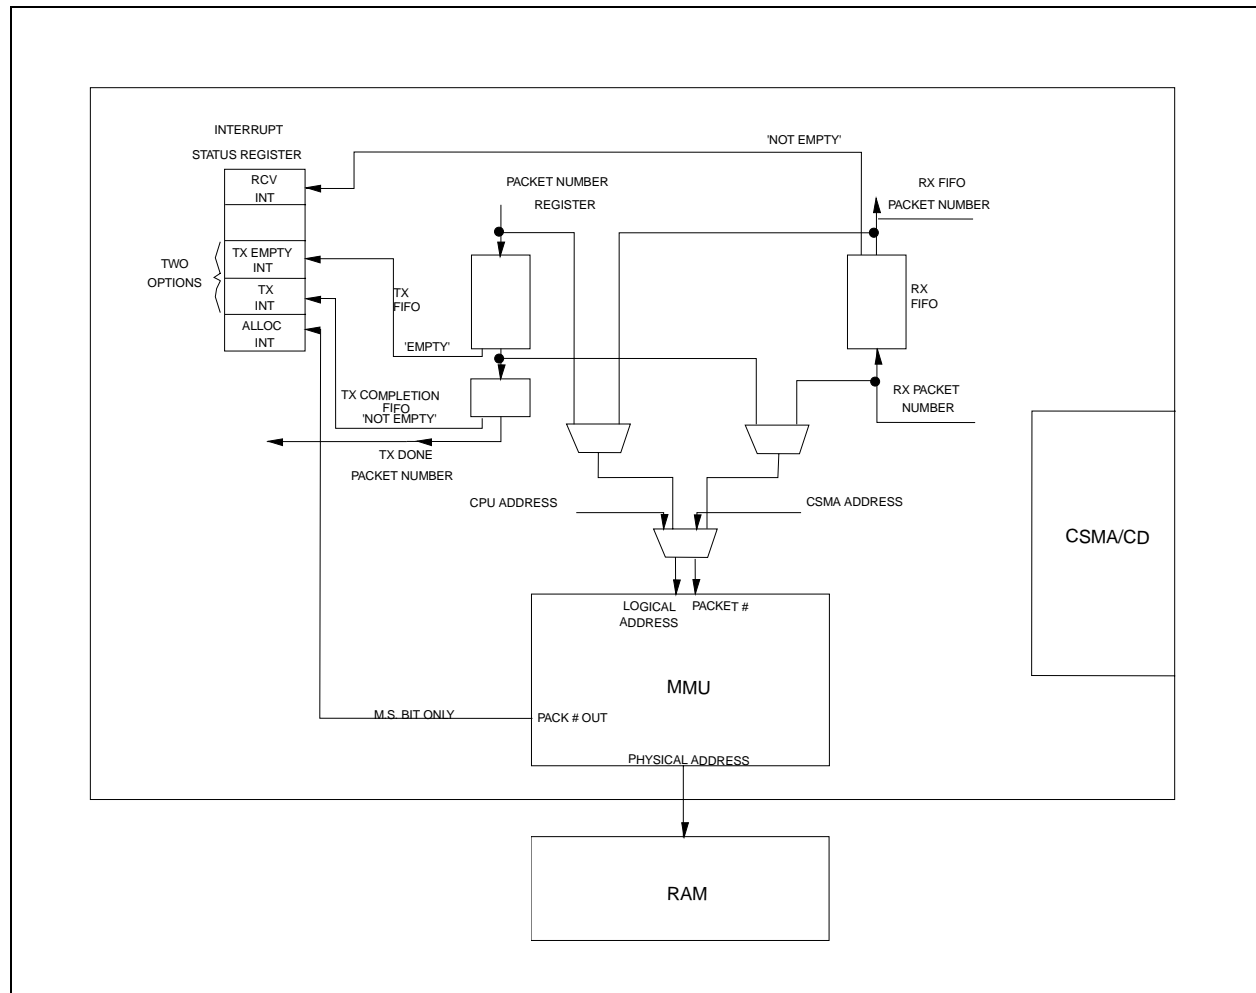 INTERRUPT
STATUS REGISTER
RCV
INT
TX EMPTY
INT
TX
INT
ALLOC
INT
TWO
OPTIONS
'NOT EMPTY'
PACKET NUMBER
REGISTER
RX FIFO
PACKET NUMBER
TX
FIFO
RX
FIFO
'EMPTY'
TX COMPLETION
FIFO
'NOT EMPTY'
RX PACKET
NUMBER
TX DONE
PACKET NUMBER
CPU ADDRESS
CSMA ADDRESS
CSMA/CD
LOGICAL
ADDRESS
PACKET #
MMU
M.S. BIT ONLY
PACK # OUT
PHYSICAL ADDRESS
RAM